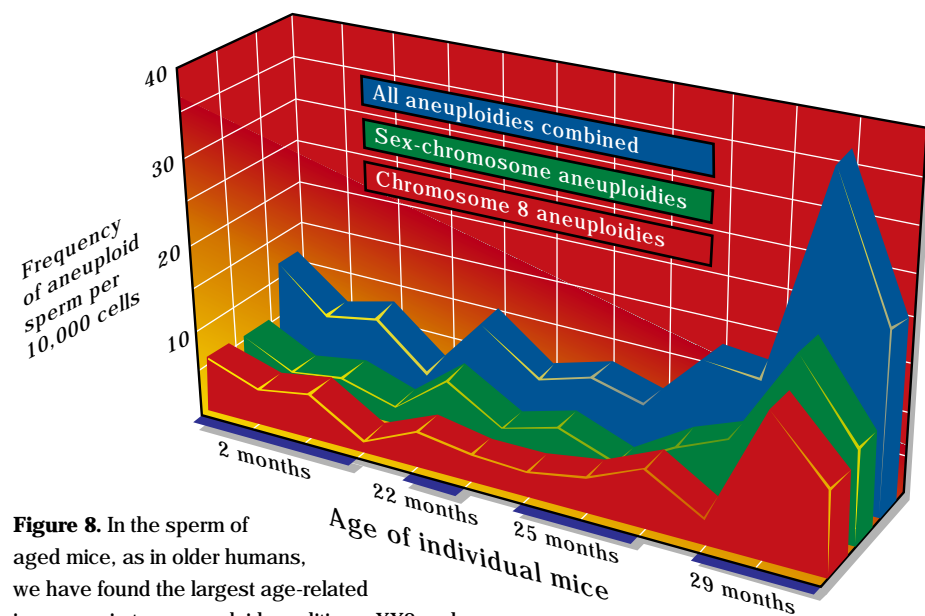 40
30
20
10
Frequency
of aneuploid
sperm per
10,000 cells
All aneuploidies combined
Sex-chromosome aneuploidies
Chromosome 8 aneuploidies
2 months
22 months
25 months
29 months
Age of individual mice
Figure 8. In the sperm of
aged mice, as in older humans,
we have found the largest age-related